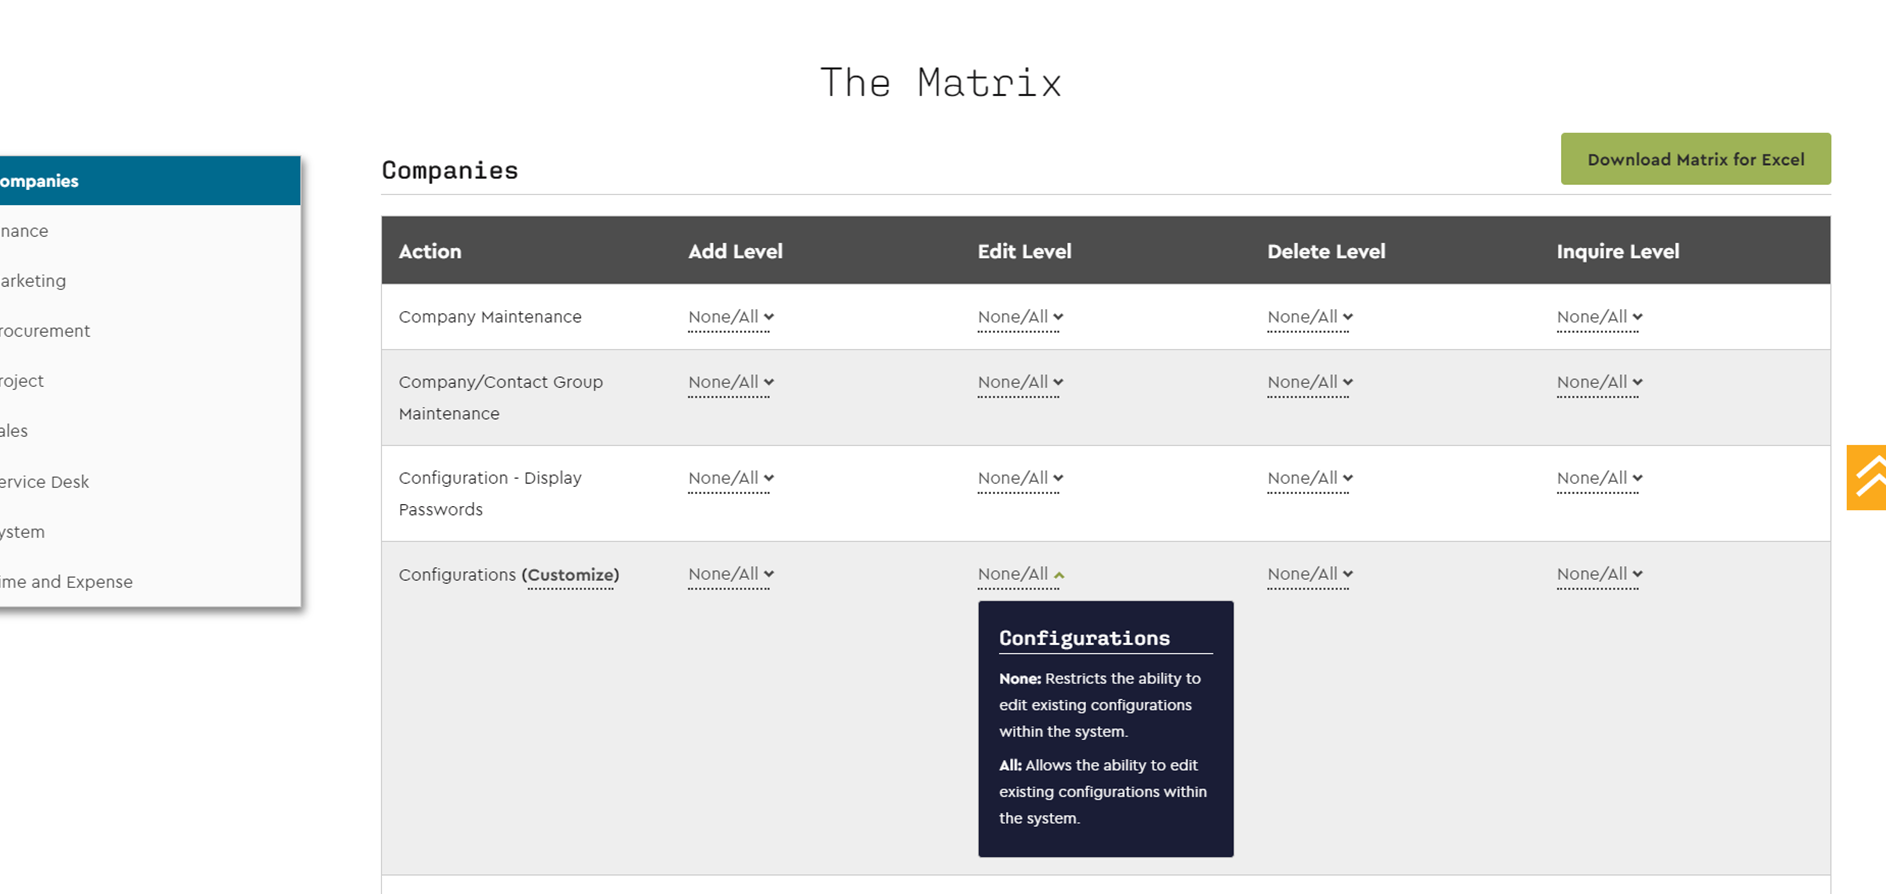 The Matrix
ompanies
nance
arketing
rocurement
roject
ales
ervice Desk
ystem
ime and Expense
Companies
Download Matrix for Excel
Action Add Level Edit Level Delete Level Inquire Level
Company Maintenance None/All None/All None/All None/All
Company/Contact Group None/All None/All None/All None/All
Maintenance
Configuration - Display None/All None/All None/All None/All
Passwords
Configurations (Customize) None/All None/All None/All None/All
Configurations
None: Restricts the ability to
edit existing configurations
within the system.
All: Allows the ability to edit
existing configurations within
the system.